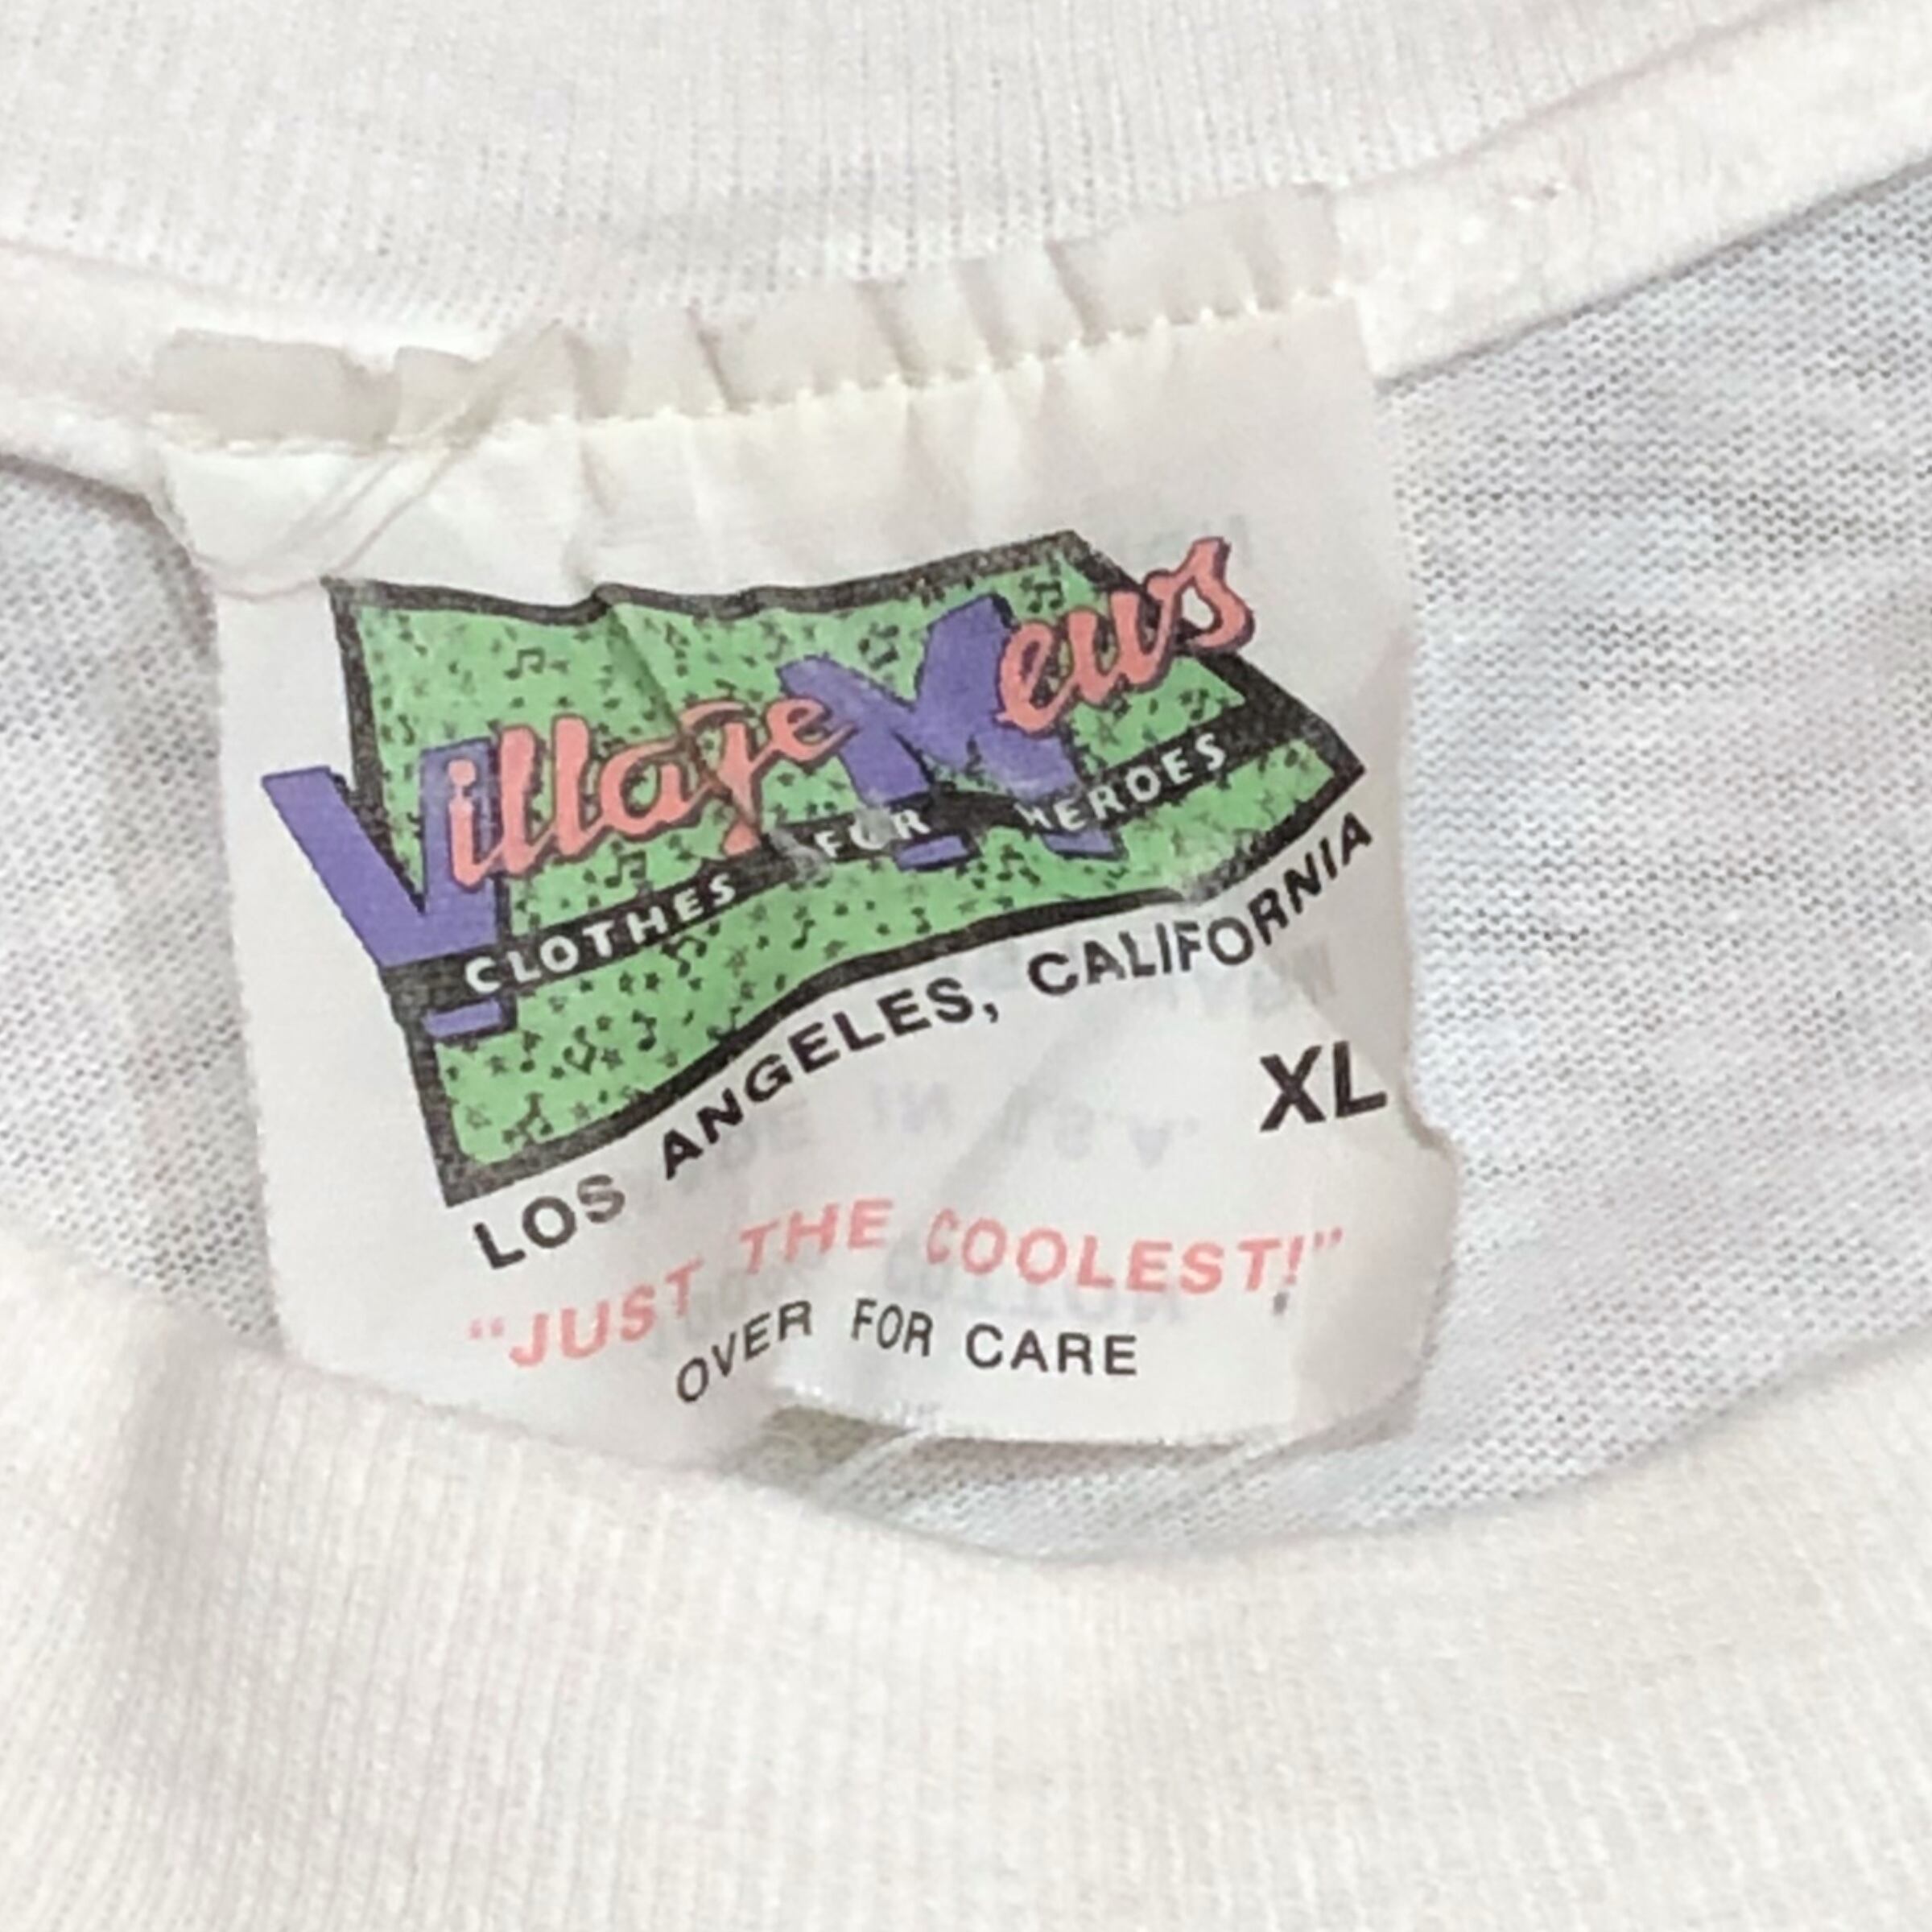 Village Mews
CLOTHES FOR HEROES
LOS ANGELES, CALIFORNIA
XL
“JUST THE COOLEST!”
OVER FOR CARE